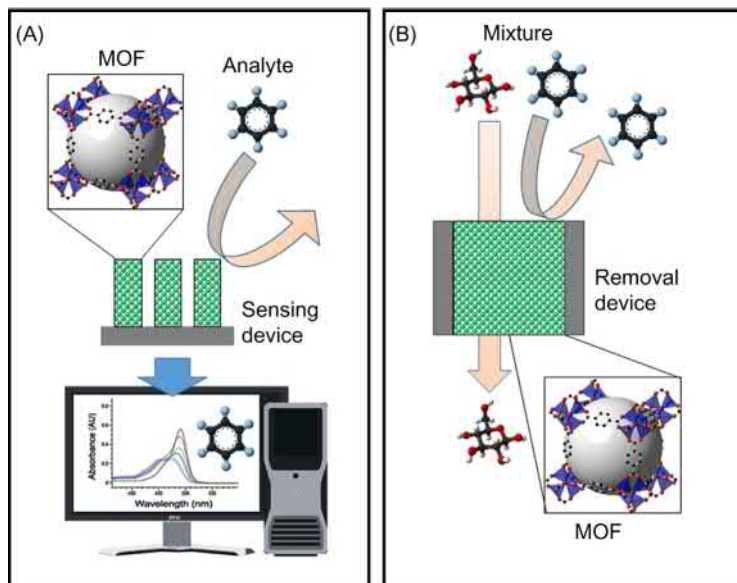 (A)
MOF
Analyte
Sensing
device
Absorbance (AU)
Wavelength (nm)
(B)
Mixture
Removal
device
MOF